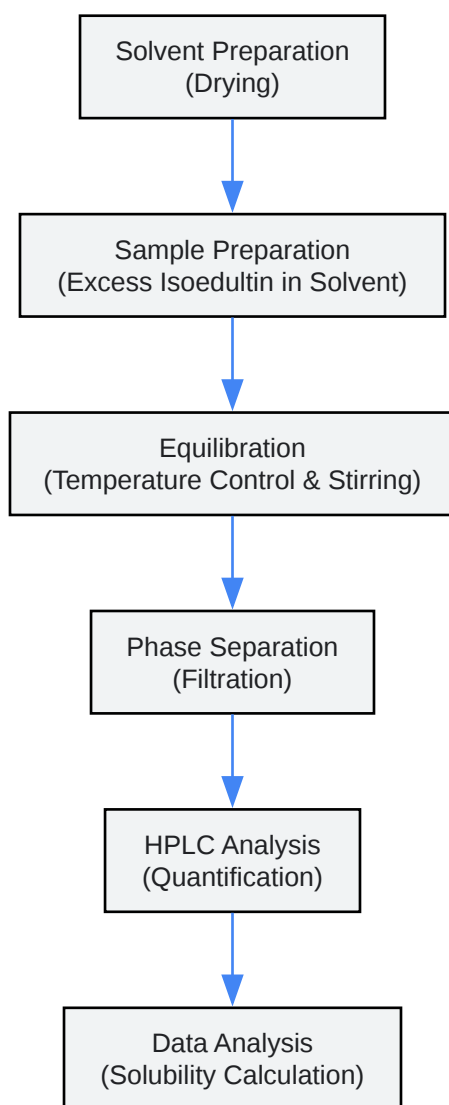 Solvent Preparation
(Drying)
Sample Preparation
(Excess Isoedultin in Solvent)
Equilibration
(Temperature Control & Stirring)
Phase Separation
(Filtration)
HPLC Analysis
(Quantification)
Data Analysis
(Solubility Calculation)